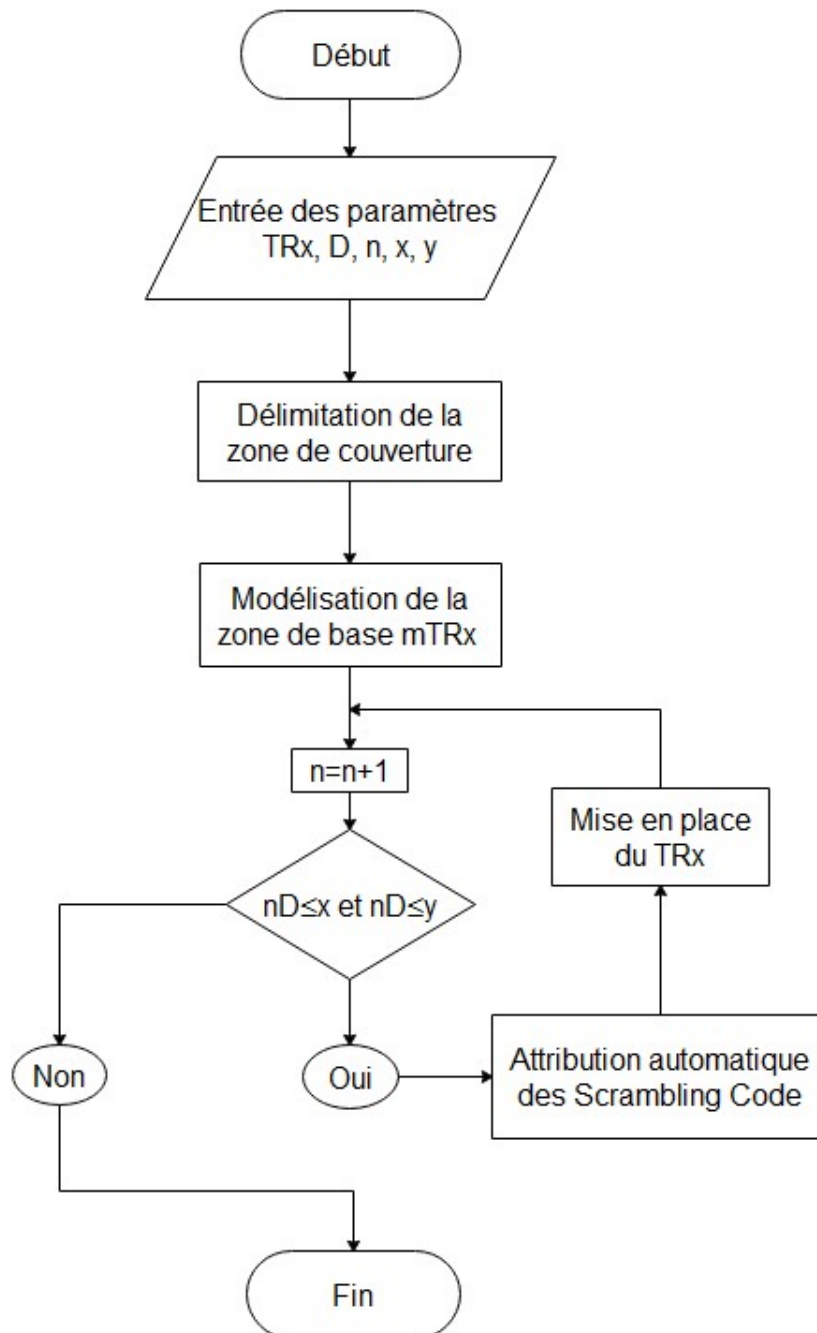 Début
Entrée des paramètres
TRx, D, n, x, y
Délimitation de la
zone de couverture
Modélisation de la
zone de base mTRx
n=n+1
Mise en place
du TRx
nD≤x et nD≤y
Non
Oui
Attribution automatique
des Scrambling Code
Fin